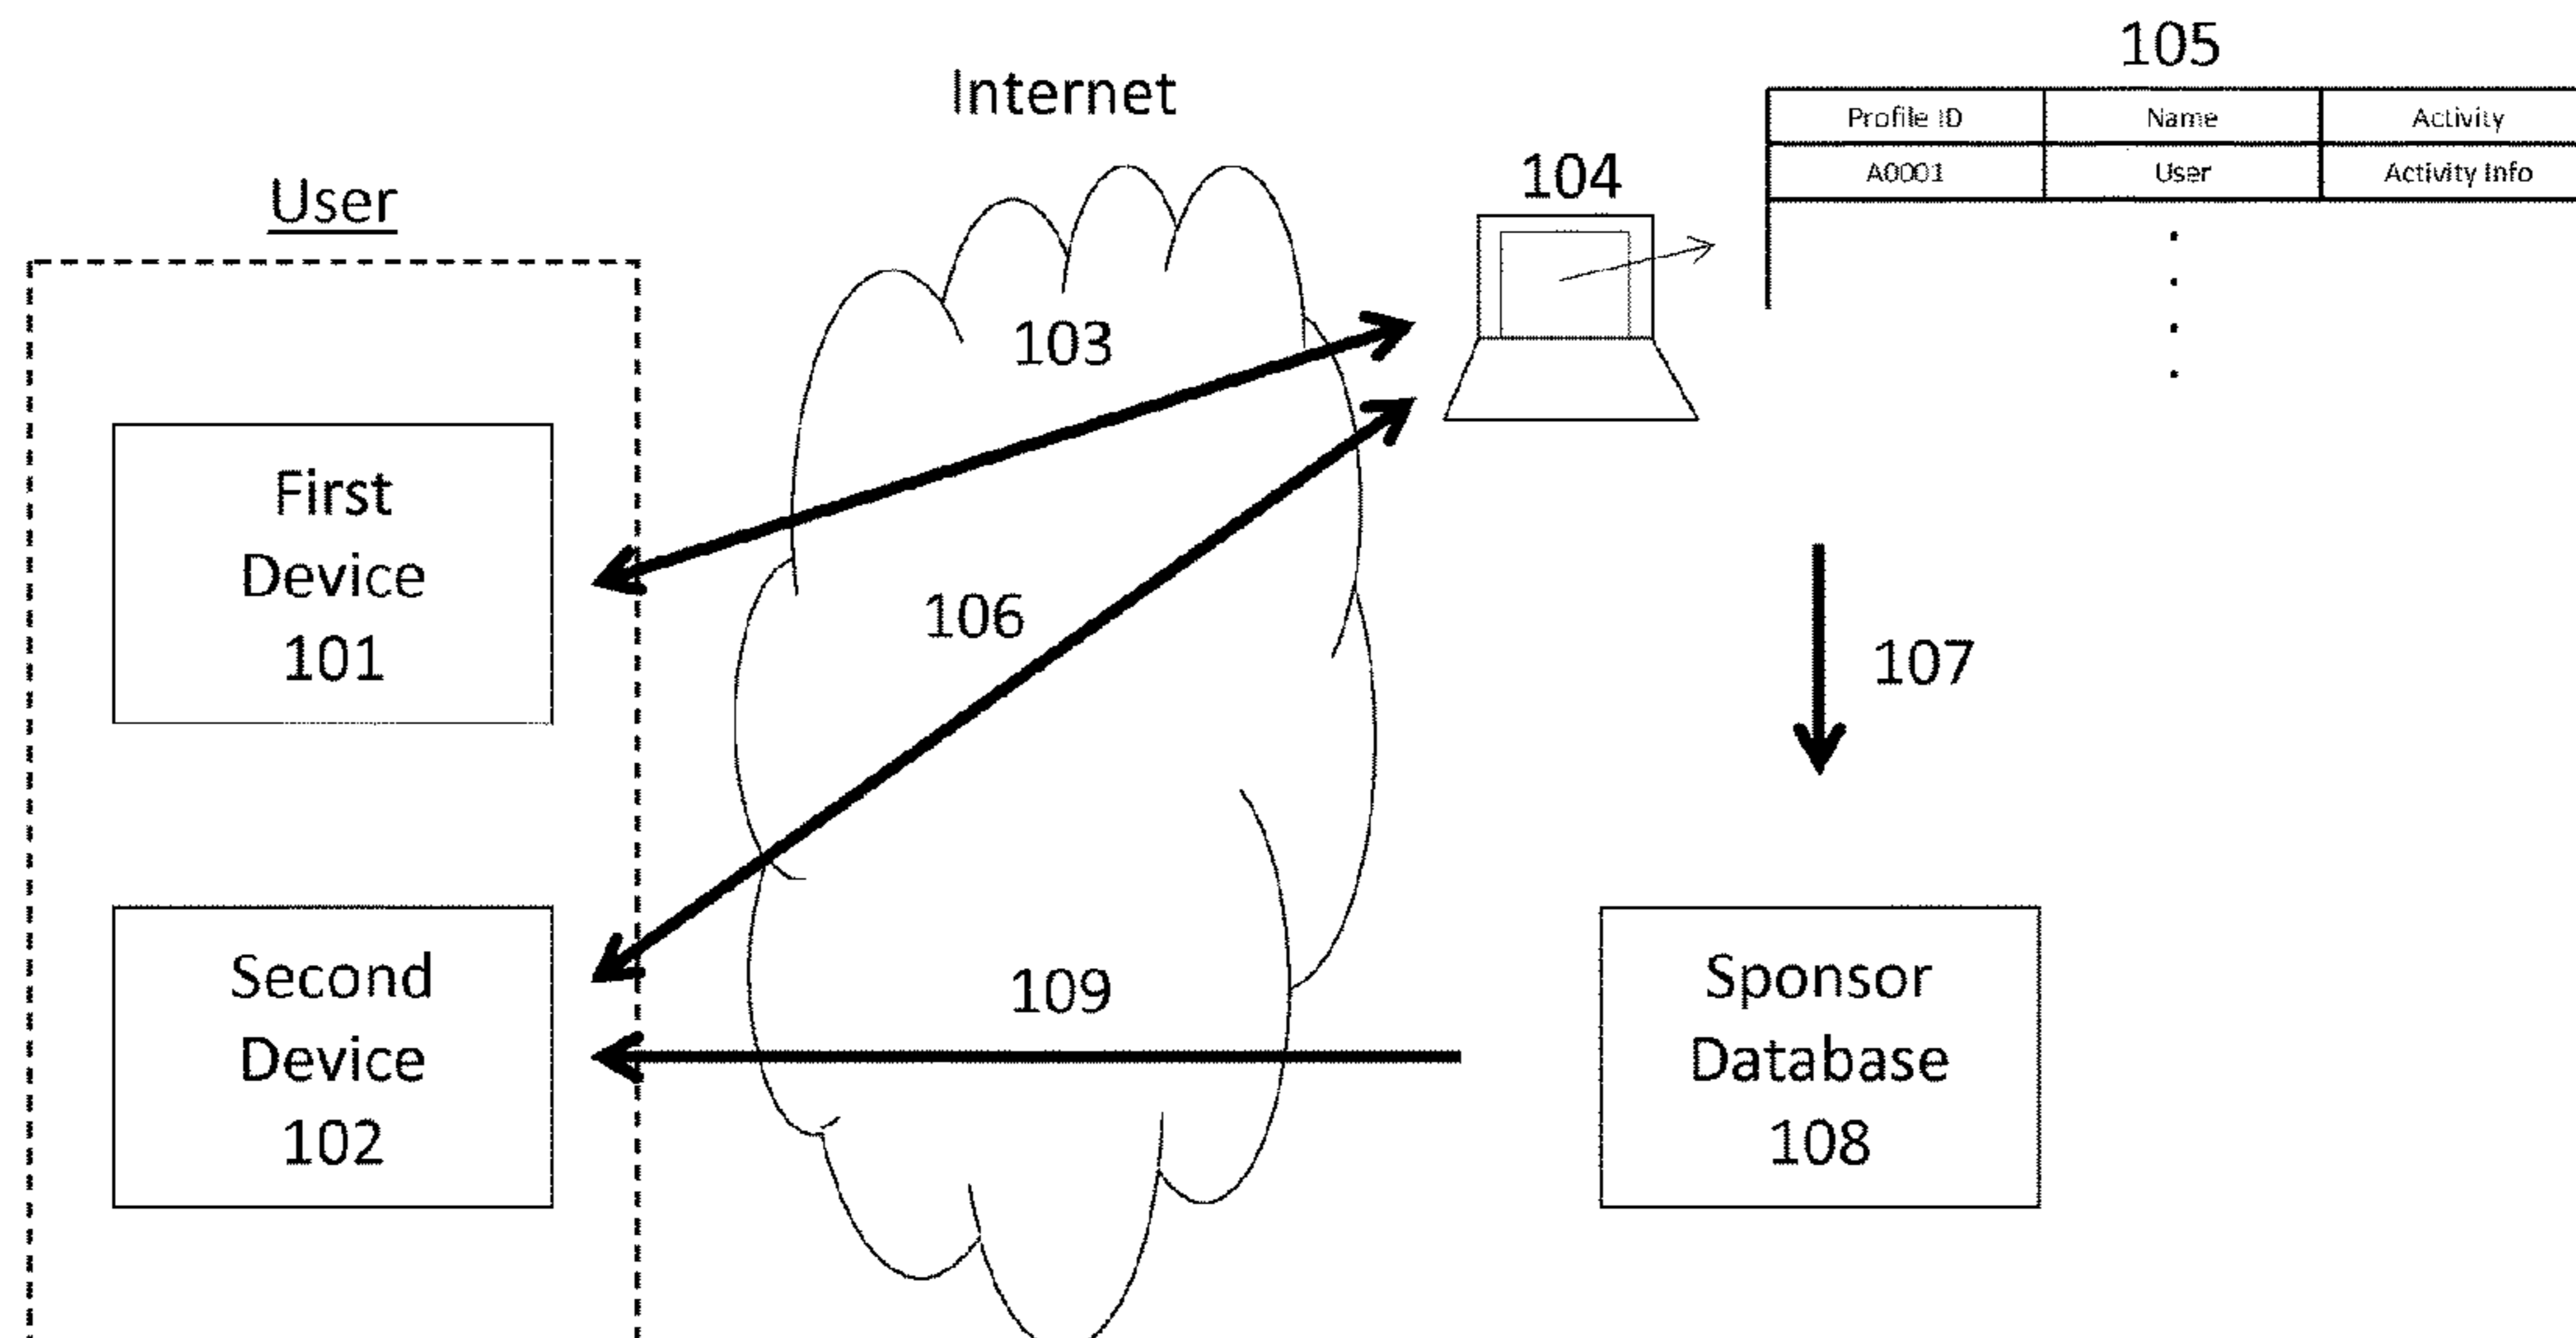 105
Internet
Profile ID Name Activity
A0001 User Activity Info
104
User
103
First
Device
101
106
107
Second
Device
102
109
Sponsor
Database
108